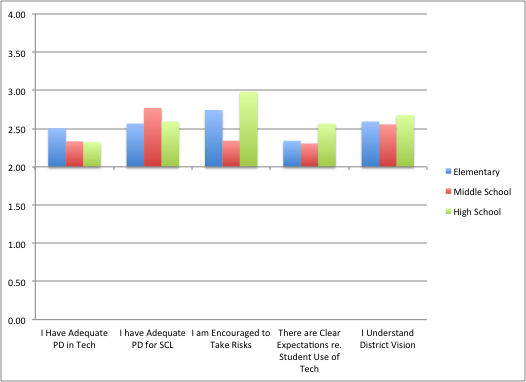 4.00
3.50
3.00
2.50
2.00
1.50
1.00
0.50
0.00
I Have Adequate
PD in Tech
I have Adequate
PD for SCL
I am Encouraged to
Take Risks
There are Clear
Expectations re.
Student Use of
Tech
I Understand
District Vision
Elementary
Middle School
High School